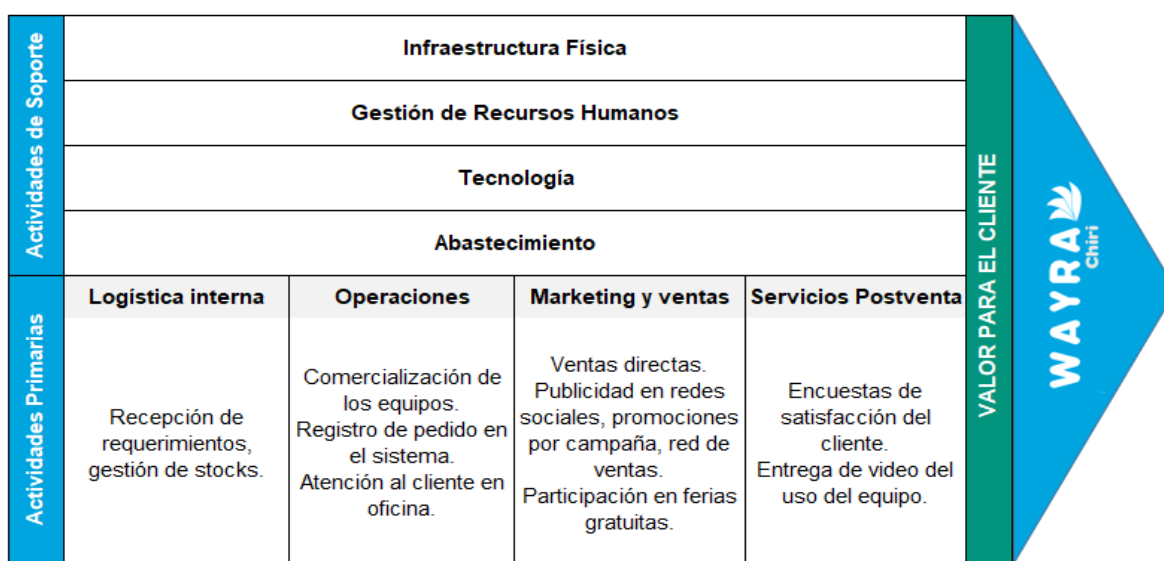 Actividades de Soporte
Infraestructura Física
Gestión de Recursos Humanos
Tecnología
Abastecimiento
Actividades Primarias
Logística interna
Recepción de
requerimientos,
gestión de stocks.
Operaciones
Comercialización de
los equipos.
Registro de pedido en
el sistema.
Atención al cliente en
oficina.
Marketing y ventas
Ventas directas.
Publicidad en redes
sociales, promociones
por campaña, red de
ventas.
Participación en ferias
gratuitas.
Servicios Postventa
Encuestas de
satisfacción del
cliente.
Entrega de video del
uso del equipo.
VALOR PARA EL CLIENTE
WAYRA
Chiri